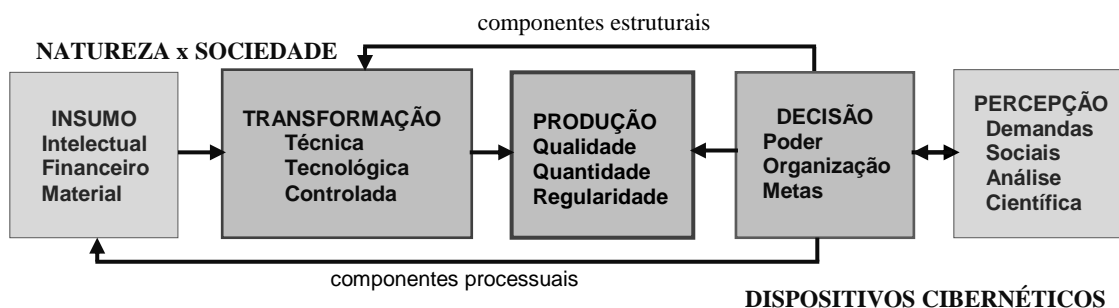 componentes estruturais
NATUREZA x SOCIEDADE
INSUMO
Intelectual
Financeiro
Material
TRANSFORMAÇÃO
Técnica
Tecnológica
Controlada
PRODUÇÃO
Qualidade
Quantidade
Regularidade
DECISÃO
Poder
Organização
Metas
PERCEPÇÃO
Demandas
Sociais
Análise
Científica
componentes processuais
DISPOSITIVOS CIBERNÉTICOS